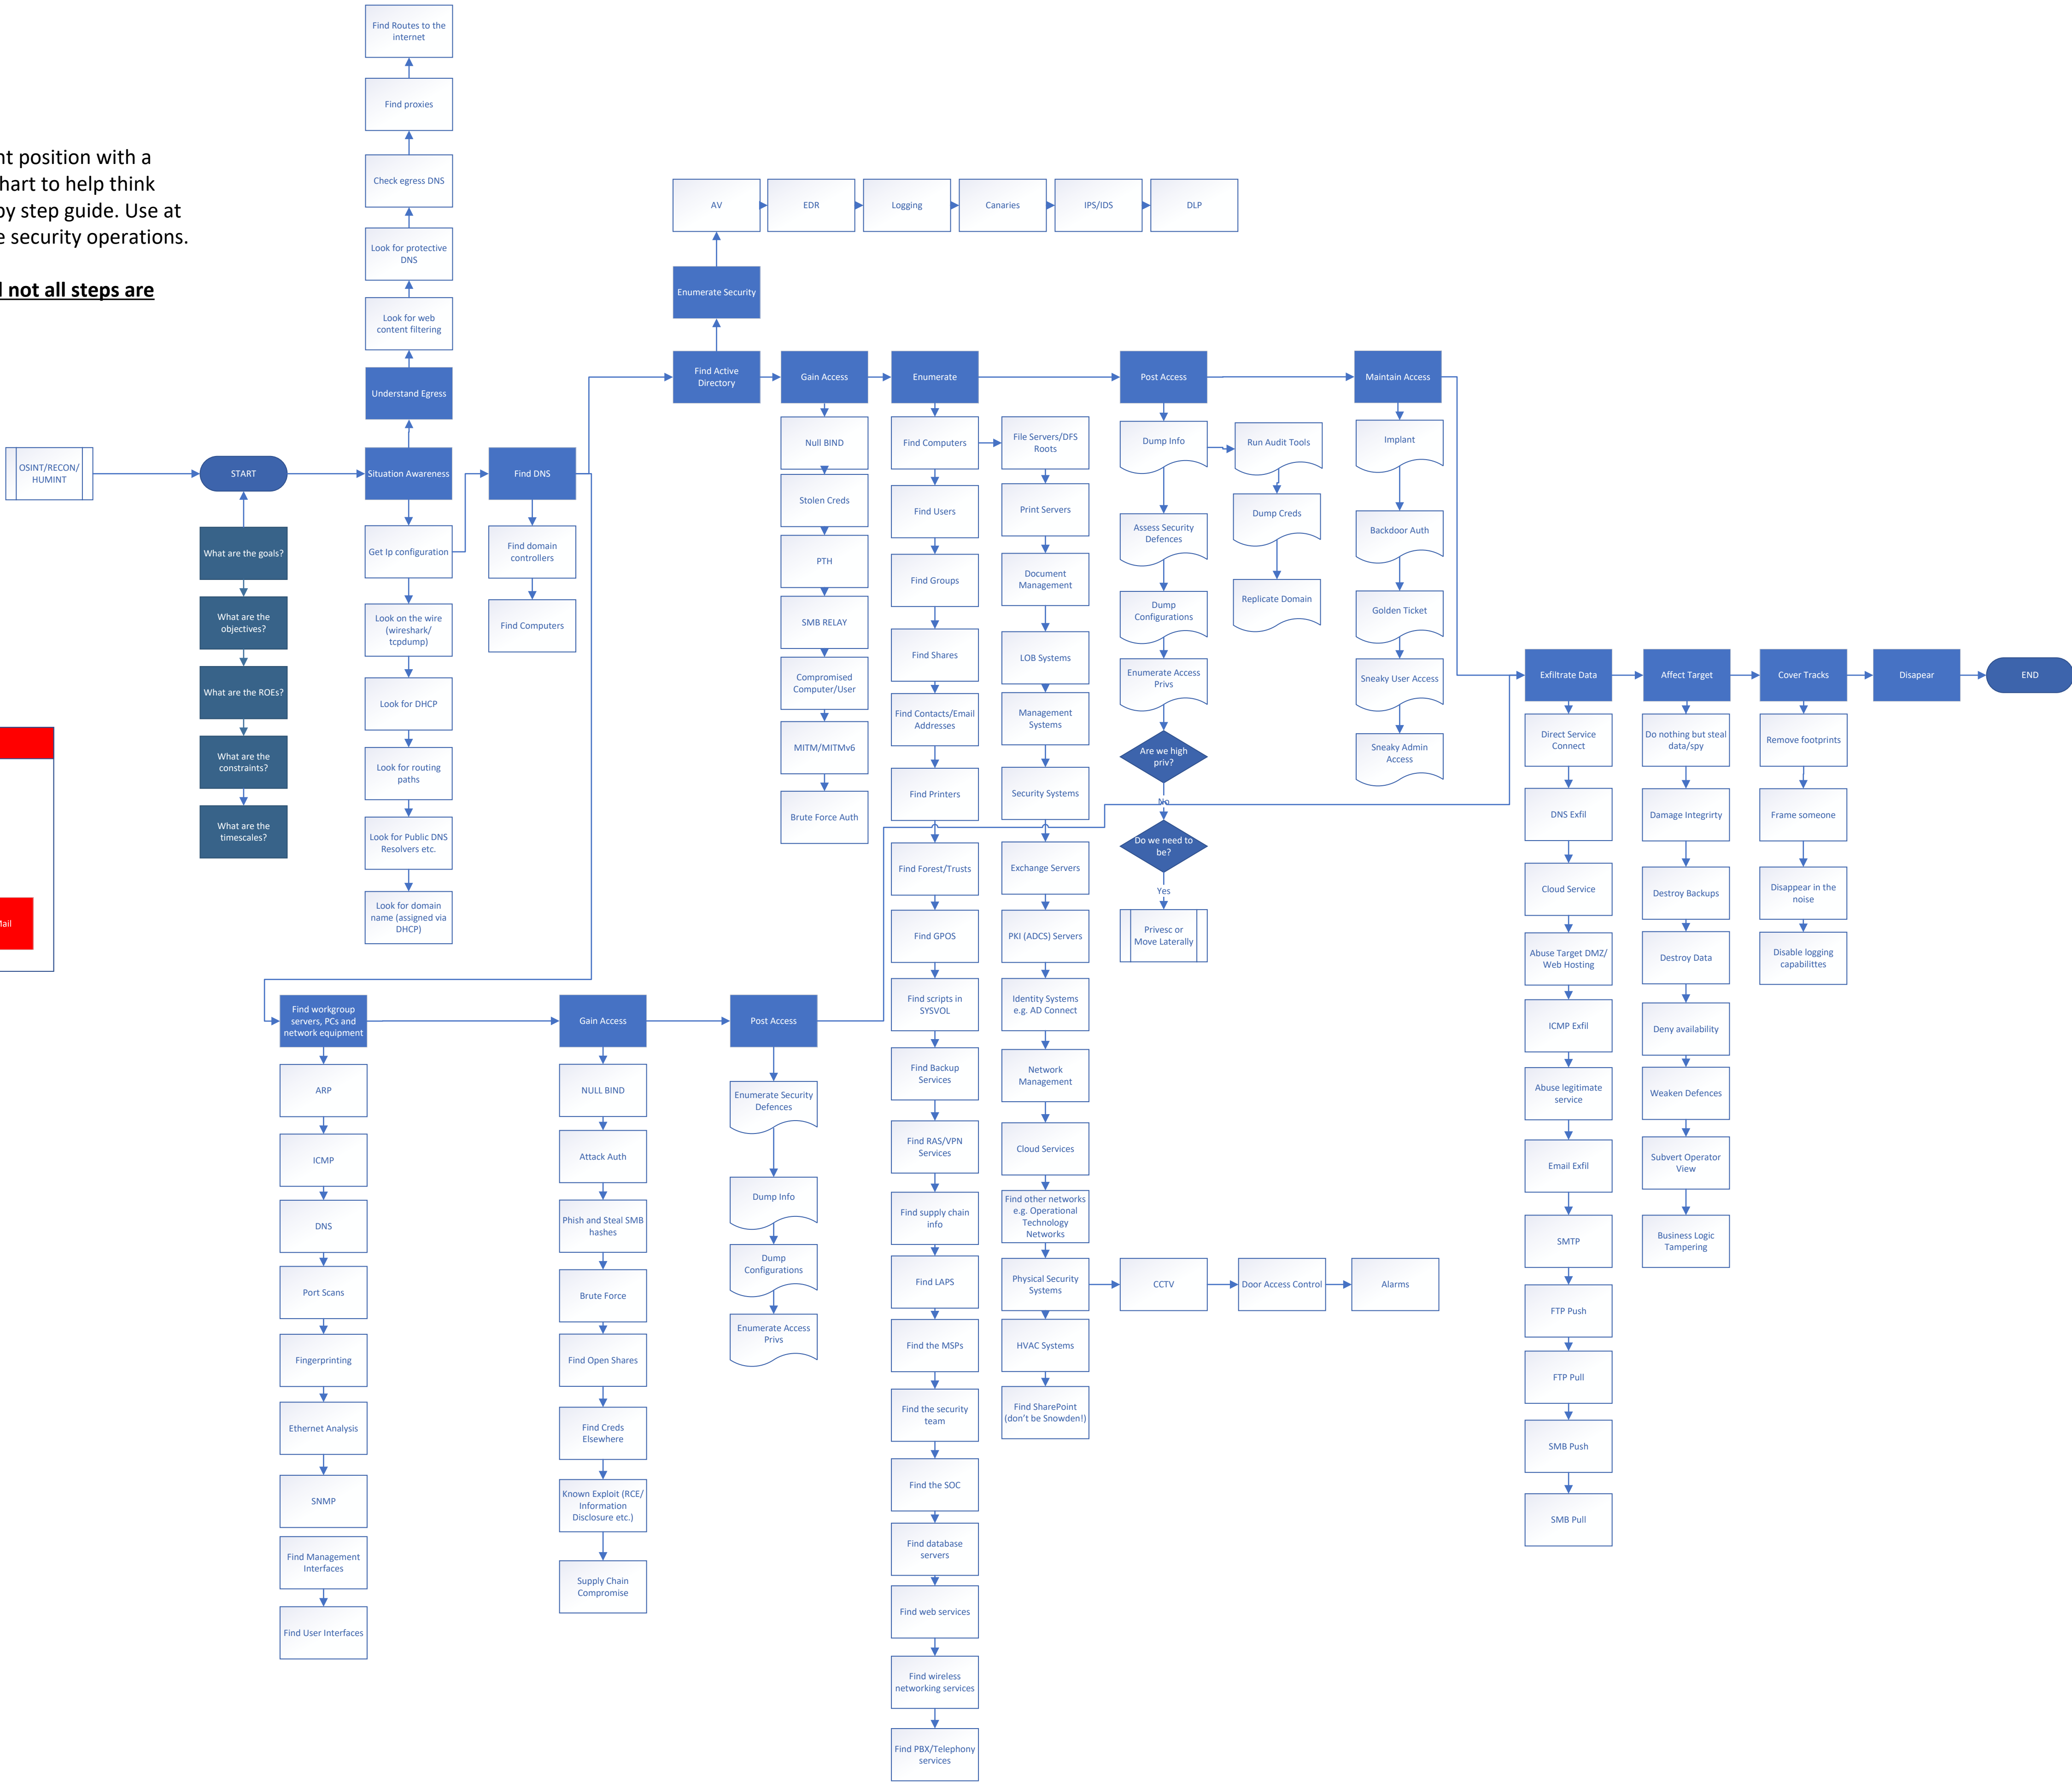 Find Routes to the
internet
Find proxies
Check egress DNS
Look for protective
DNS
Look for web
content filtering
Understand Egress
nt position with a
hart to help think
by step guide. Use at
e security operations.
not all steps are
AV
EDR
Logging
Canaries
IPS/IDS
DLP
Enumerate Security
Find Active
Directory
Gain Access
Enumerate
Post Access
Maintain Access
OSINT/RECON/
HUMINT
START
Situation Awareness
Find DNS
What are the goals?
What are the
objectives?
What are the ROEs?
What are the
constraints?
What are the
timescales?
Get Ip configuration
Look on the wire
(wireshark/
tcpdump)
Look for DHCP
Look for routing
paths
Look for Public DNS
Resolvers etc.
Look for domain
name (assigned via
DHCP)
Find domain
controllers
Find Computers
Null BIND
Stolen Creds
PTH
SMB RELAY
Compromised
Computer/User
MITM/MITMv6
Brute Force Auth
Find Computers
Find Users
Find Groups
Find Shares
Find Contacts/Email
Addresses
Find Printers
Find Forest/Trusts
Find GPOS
Find scripts in
SYSVOL
Find Backup
Services
Find RAS/VPN
Services
Find supply chain
info
Find LAPS
Find the MSPs
Find the security
team
Find the SOC
Find database
servers
Find web services
Find wireless
networking services
Find PBX/Telephony
services
File Servers/DFS
Roots
Print Servers
Document
Management
LOB Systems
Management
Systems
Security Systems
Exchange Servers
PKI (ADCS) Servers
Identity Systems
e.g. AD Connect
Network
Management
Cloud Services
Find other networks
e.g. Operational
Technology
Networks
Physical Security
Systems
CCTV
Door Access Control
Alarms
HVAC Systems
Find SharePoint
(don't be Snowden!)
Dump Info
Assess Security
Defences
Dump
Configurations
Enumerate Access
Privs
Are we high
priv?
No
Do we need to
be?
Yes
Privesc or
Move Laterally
Run Audit Tools
Dump Creds
Replicate Domain
Implant
Backdoor Auth
Golden Ticket
Sneaky User Access
Sneaky Admin
Access
Exfiltrate Data
Affect Target
Cover Tracks
Disapear
END
Direct Service
Connect
DNS Exfil
Cloud Service
Abuse Target DMZ/
Web Hosting
ICMP Exfil
Abuse legitimate
service
Email Exfil
SMTP
FTP Push
FTP Pull
SMB Push
SMB Pull
Do nothing but steal
data/spy
Damage Integrirty
Destroy Backups
Destroy Data
Deny availability
Weaken Defences
Subvert Operator
View
Business Logic
Tampering
Remove footprints
Frame someone
Disappear in the
noise
Disable logging
capabilittes
Find workgroup
servers, PCs and
network equipment
Gain Access
Post Access
ARP
ICMP
DNS
Port Scans
Fingerprinting
Ethernet Analysis
SNMP
Find Management
Interfaces
Find User Interfaces
NULL BIND
Attack Auth
Phish and Steal SMB
hashes
Brute Force
Find Open Shares
Find Creds
Elsewhere
Known Exploit (RCE/
Information
Disclosure etc.)
Supply Chain
Compromise
Enumerate Security
Defences
Dump Info
Dump
Configurations
Enumerate Access
Privs